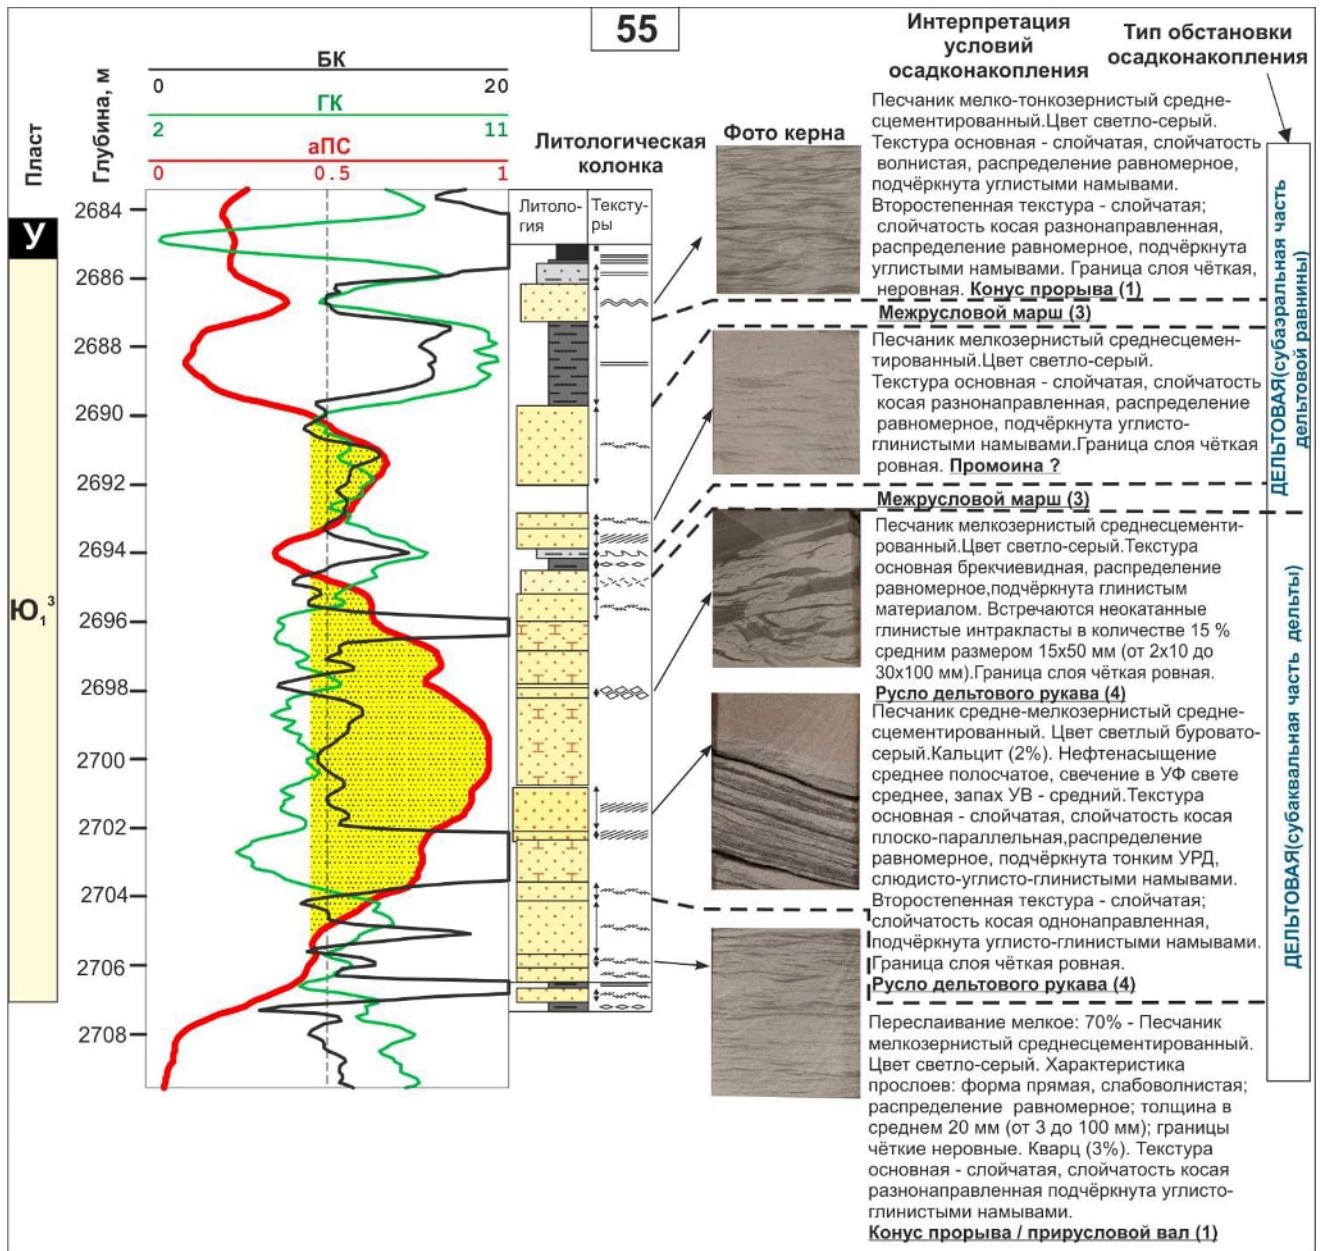 55
БК
0 20
ГК
2 11
аПС
0 0.5 1
Пласт
Глубина, м
Литологическая
колонка
Литоло-
гия
Тексту-
ры
Фото керна
Интерпретация
условий
осадконакопления
Тип обстановки
осадконакопления
У
Ю₁³
2684
2686
2688
2690
2692
2694
2696
2698
2700
2702
2704
2706
2708
Песчаник мелко-тонкозернистый средне-
сцементированный.Цвет светло-серый.
Текстура основная - слойчатая, слойчатость
волнистая, распределение равномерное,
подчёркнута углистыми намывами.
Второстепенная текстура - слойчатая;
слойчатость косая разнонаправленная,
распределение равномерное, подчёркнута
углистыми намывами. Граница слоя чёткая,
неровная. Конус прорыва (1)
Межрусловой марш (3)
Песчаник мелкозернистый среднесцемен-
тированный.Цвет светло-серый.
Текстура основная - слойчатая, слойчатость
косая разнонаправленная, распределение
равномерное, подчёркнута углисто-
глинистыми намывами.Граница слоя чёткая
ровная. Промоина ?
Межрусловой марш (3)
Песчаник мелкозернистый среднесцементи-
рованный.Цвет светло-серый.Текстура
основная брекчиевидная, распределение
равномерное,подчёркнута глинистым
материалом. Встречаются неокатанные
глинистые интракласты в количестве 15 %
средним размером 15х50 мм (от 2х10 до
30х100 мм).Граница слоя чёткая ровная.
Русло дельтового рукава (4)
Песчаник средне-мелкозернистый средне-
сцементированный. Цвет светлый буровато-
серый.Кальцит (2%). Нефтенасыщение
среднее полосчатое, свечение в УФ свете
среднее, запах УВ - средний.Текстура
основная - слойчатая, слойчатость косая
плоско-параллельная,распределение
равномерное, подчёркнута тонким УРД,
слюдисто-углисто-глинистыми намывами.
Второстепенная текстура - слойчатая;
слойчатость косая однонаправленная,
подчёркнута углисто-глинистыми намывами.
Граница слоя чёткая ровная.
Русло дельтового рукава (4)
Переслаивание мелкое: 70% - Песчаник
мелкозернистый среднесцементированный.
Цвет светло-серый. Характеристика
прослоев: форма прямая, слабоволнистая;
распределение равномерное; толщина в
среднем 20 мм (от 3 до 100 мм); границы
чёткие неровные. Кварц (3%). Текстура
основная - слойчатая, слойчатость косая
разнонаправленная подчёркнута углисто-
глинистыми намывами.
Конус прорыва / прирусловой вал (1)
ДЕЛЬТОВАЯ(субаэральная часть
дельтовой равнины)
ДЕЛЬТОВАЯ(субаквальная часть дельты)